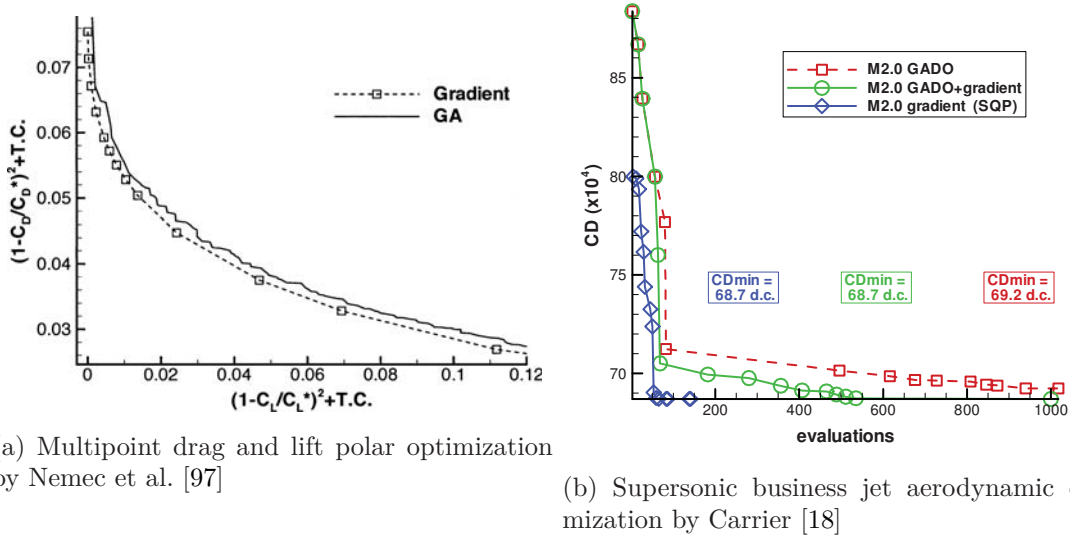 0.07
0.06
0.05
0.04
0.03
(1-C_D/C_D*)²+T.C.
Gradient
GA
0
0.02
0.04
0.06
0.08
0.1
0.12
(1-C_L/C_L*)²+T.C.
a) Multipoint drag and lift polar optimization
by Nemec et al. [97]
85
80
75
70
CD (x10⁴)
M2.0 GADO
M2.0 GADO+gradient
M2.0 gradient (SQP)
CDmin =
68.7 d.c.
CDmin =
68.7 d.c.
CDmin =
69.2 d.c.
200
400
600
800
1000
evaluations
(b) Supersonic business jet aerodynamic
mization by Carrier [18]